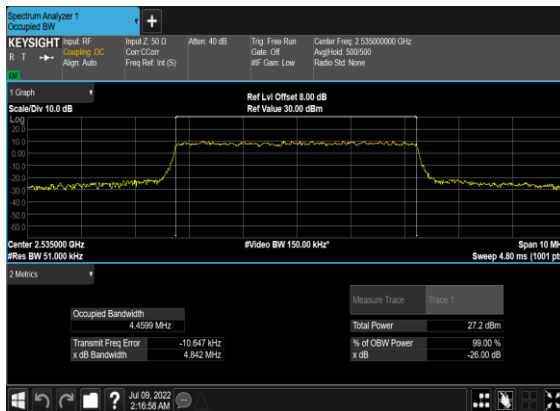 Spectrum Analyzer 1
Occupied BW
KEYSIGHT
R T
Input: RF
Coupling: DC
Align: Auto
Input Z: 50 Ω
Corr CCorr
Freq Ref: Int (S)
Atten: 40 dB
Trig: Free Run
Gate: Off
#IF Gain: Low
Center Freq: 2.535000000 GHz
Avg|Hold: 500/500
Radio Std: None
1 Graph
Scale/Div 10.0 dB
Ref Lvl Offset 8.00 dB
Ref Value 30.00 dBm
Log
20.0
10.0
0.00
-10.0
-20.0
-30.0
-40.0
-50.0
-60.0
Center 2.535000 GHz
#Res BW 51.000 kHz
#Video BW 150.00 kHz*
Span 10 MH
Sweep 4.80 ms (1001 pt
2 Metrics
Occupied Bandwidth
4.4599 MHz
Transmit Freq Error -10.647 kHz
x dB Bandwidth 4.842 MHz
Measure Trace Trace 1
Total Power 27.2 dBm
% of OBW Power 99.00 %
x dB -26.00 dB
?
Jul 09, 2022
2:16:58 AM